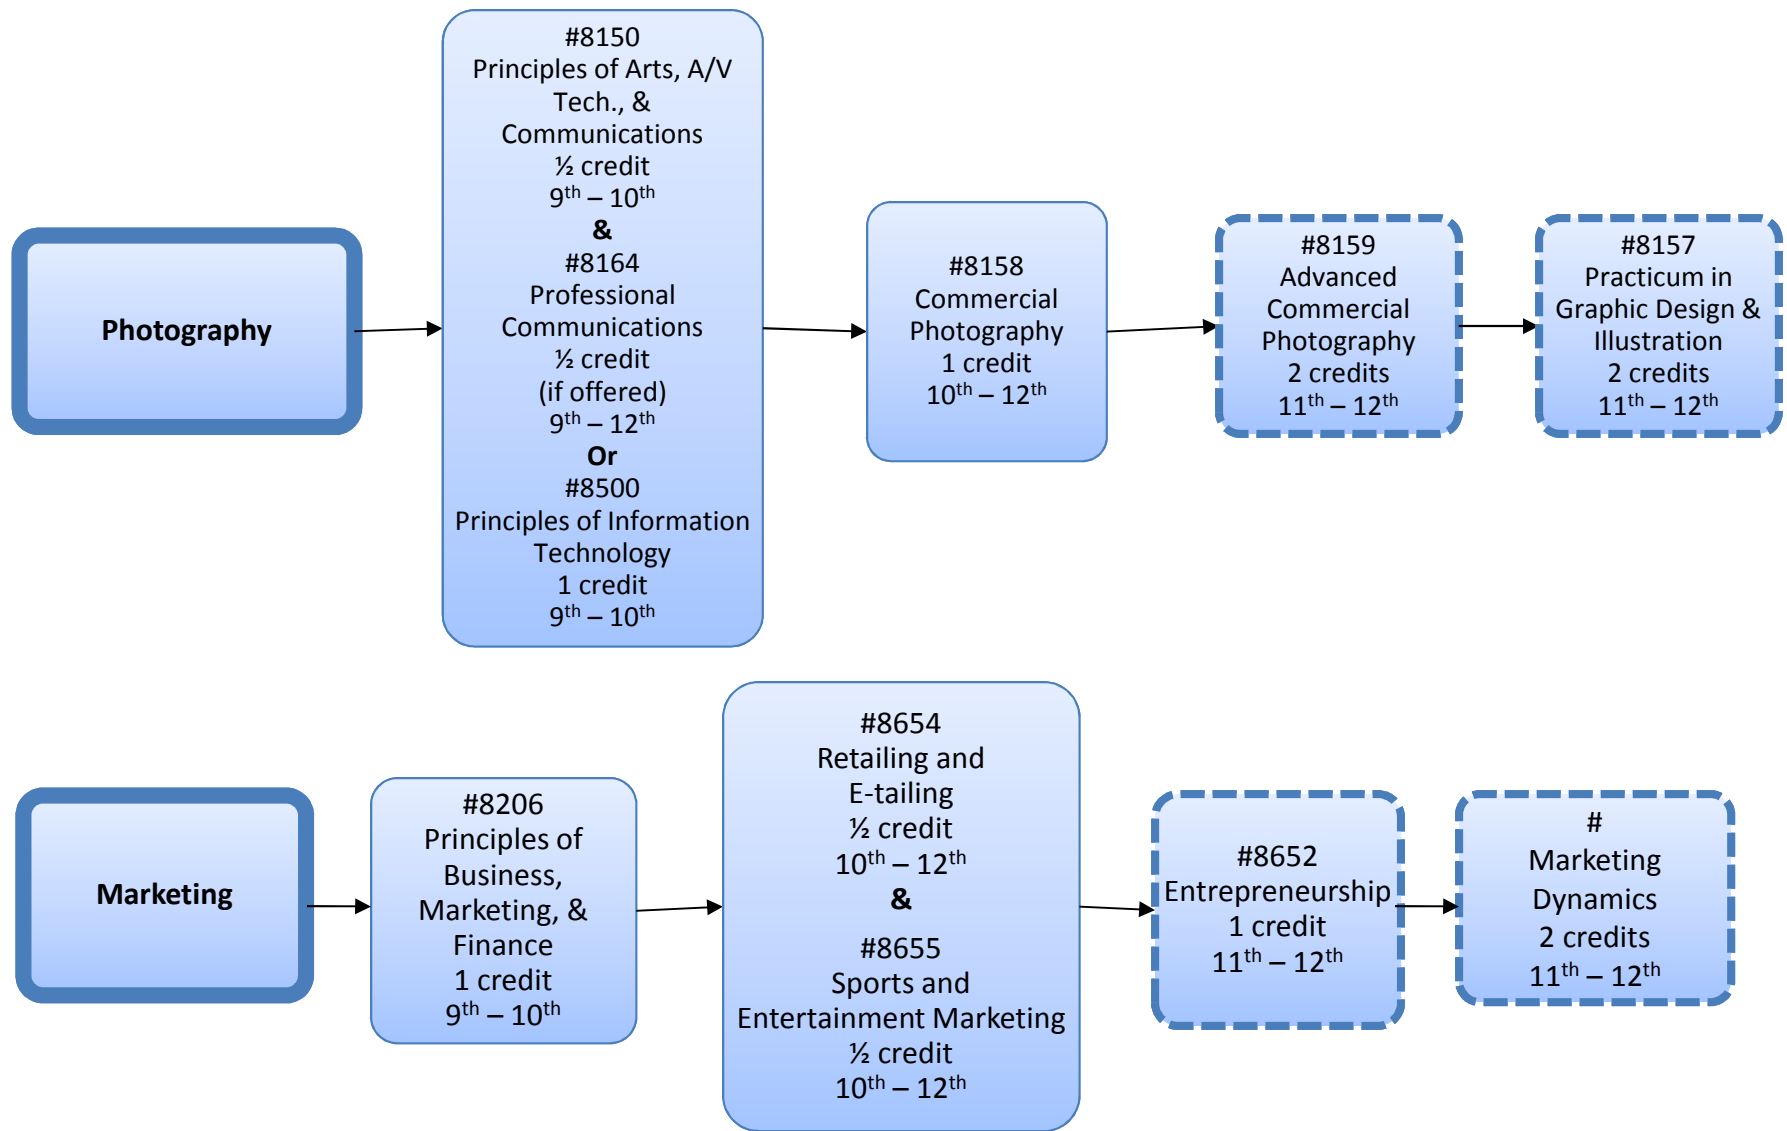 Photography
#8150
Principles of Arts, A/V
Tech., &
Communications
½ credit
9th – 10th
&
#8164
Professional
Communications
½ credit
(if offered)
9th – 12th
Or
#8500
Principles of Information
Technology
1 credit
9th – 10th
#8158
Commercial
Photography
1 credit
10th – 12th
#8159
Advanced
Commercial
Photography
2 credits
11th – 12th
#8157
Practicum in
Graphic Design &
Illustration
2 credits
11th – 12th
Marketing
#8206
Principles of
Business,
Marketing, &
Finance
1 credit
9th – 10th
#8654
Retailing and
E-tailing
½ credit
10th – 12th
&
#8655
Sports and
Entertainment Marketing
½ credit
10th – 12th
#8652
Entrepreneurship
1 credit
11th – 12th
#
Marketing
Dynamics
2 credits
11th – 12th